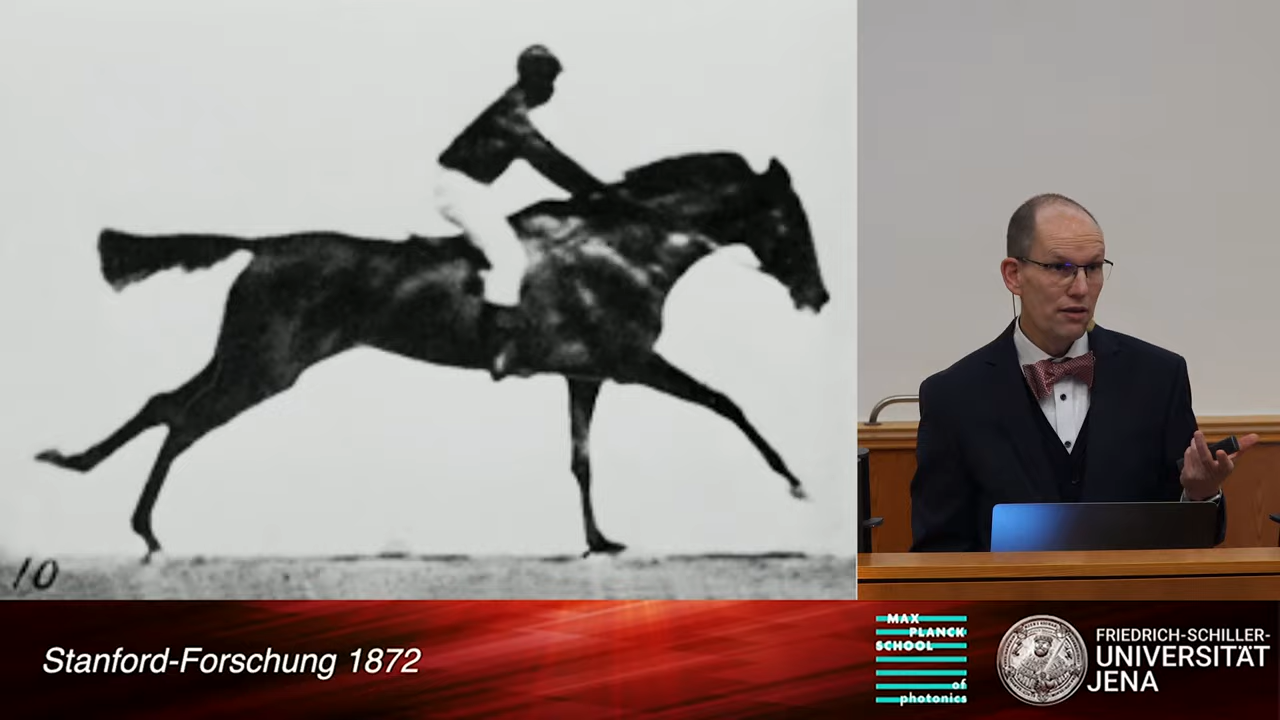 10
Stanford-Forschung 1872
MAX
PLANCK
SCHOOL
of
photonics
FRIEDRICH-SCHILLER-
UNIVERSITÄT
JENA